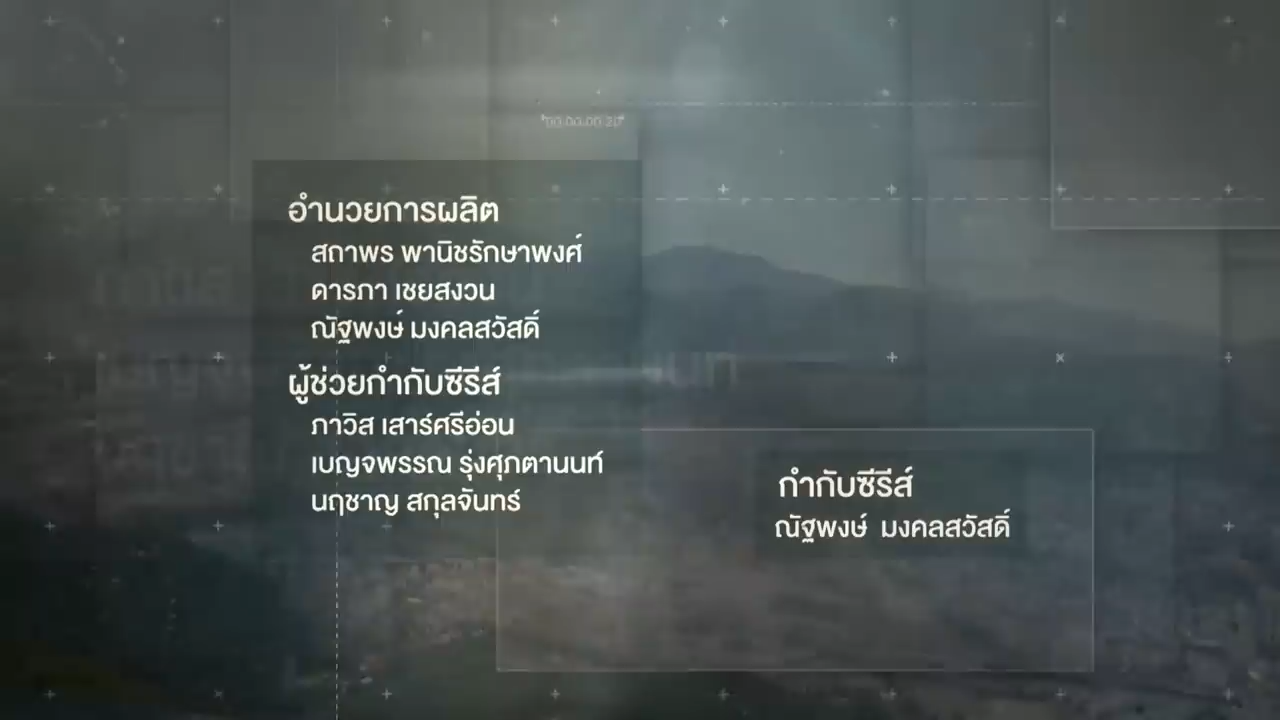 00.00.00.20
อำนวยการผลิต
สถาพร พานิชรักษาพงศ์
ดารภา เชยสงวน
ณัฐพงษ์ มงคลสวัสดิ์
ผู้ช่วยกำกับซีรีส์
ภาวิส เสาร์ศรีอ่อน
เบญจพรรณ รุ่งศุภตานนท์
นฤชาญ สกุลจันทร์
กำกับซีรีส์
ณัฐพงษ์ มงคลสวัสดิ์